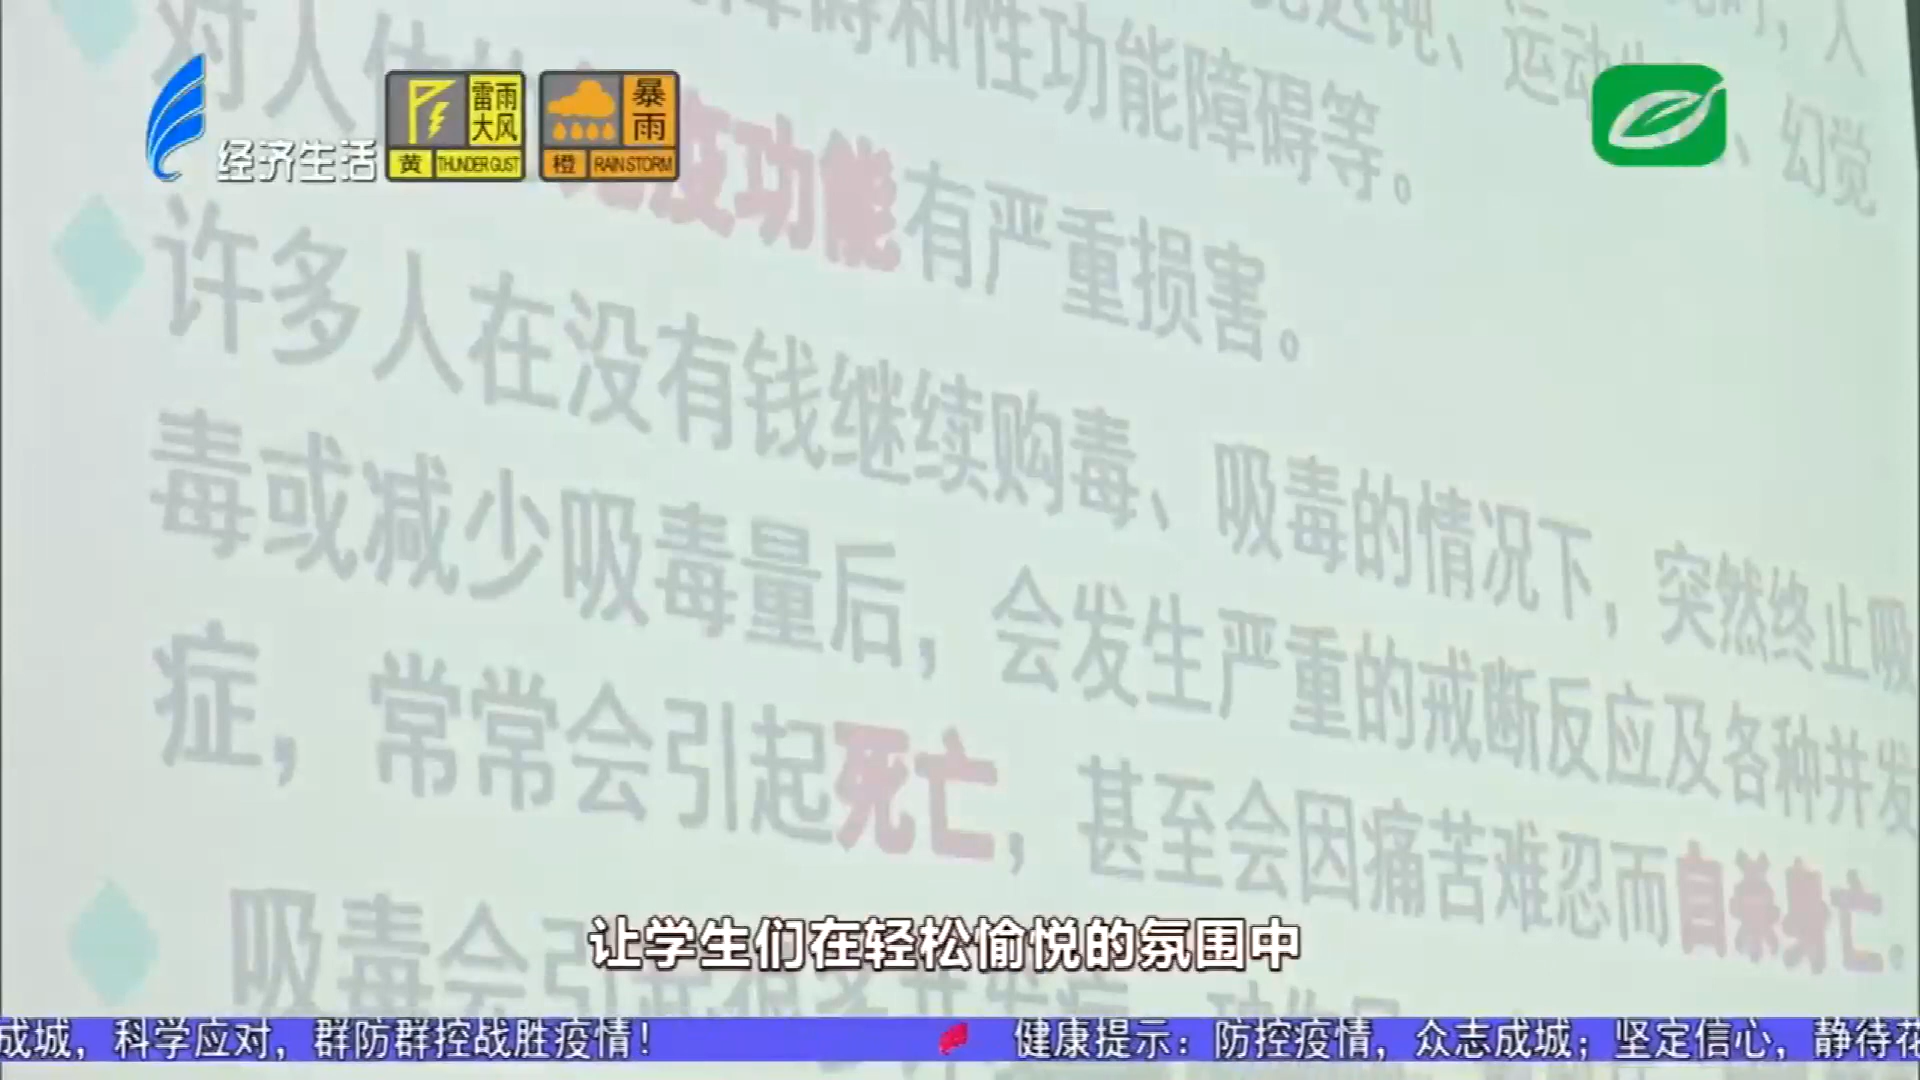 障碍和性功能障碍等。
幻觉
对人体的免疫功能有严重损害。
许多人在没有钱继续购毒、吸毒的情况下，突然终止吸
毒或减少吸毒量后，会发生严重的戒断反应及各种并发
症，常常会引起死亡，甚至会因痛苦难忍而自杀身亡。
吸毒会引
经济生活
雷雨大风
黄 THUNDER GUST
暴雨
橙 RAIN STORM
让学生们在轻松愉悦的氛围中
成城，科学应对，群防群控战胜疫情！ 健康提示：防控疫情，众志成城；坚定信心，静待花